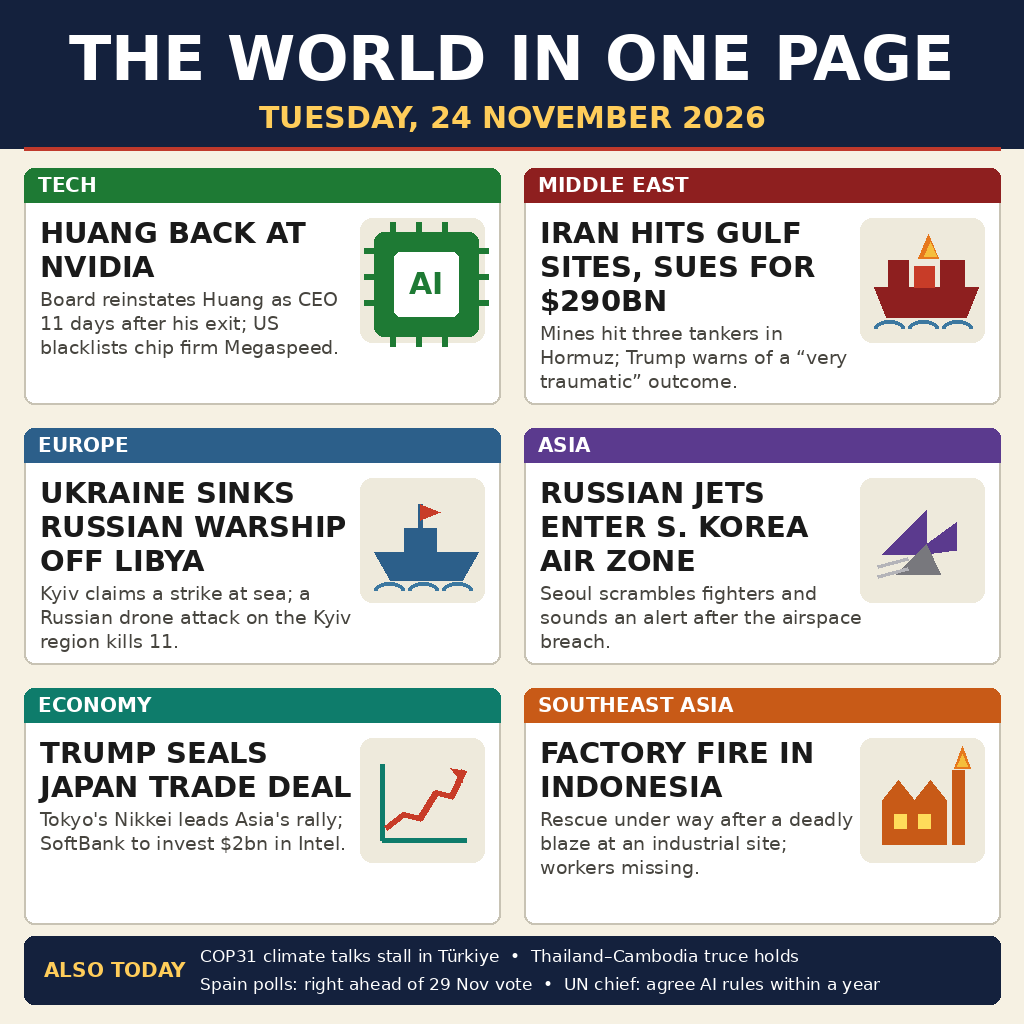 THE WORLD IN ONE PAGE
TUESDAY, 24 NOVEMBER 2026
TECH
HUANG BACK AT
NVIDIA
Board reinstates Huang as CEO
11 days after his exit; US
blacklists chip firm Megaspeed.
AI
MIDDLE EAST
IRAN HITS GULF
SITES, SUES FOR
$290BN
Mines hit three tankers in
Hormuz; Trump warns of a “very
traumatic” outcome.
EUROPE
UKRAINE SINKS
RUSSIAN WARSHIP
OFF LIBYA
Kyiv claims a strike at sea; a
Russian drone attack on the Kyiv
region kills 11.
ASIA
RUSSIAN JETS
ENTER S. KOREA
AIR ZONE
Seoul scrambles fighters and
sounds an alert after the airspace
breach.
ECONOMY
TRUMP SEALS
JAPAN TRADE DEAL
Tokyo's Nikkei leads Asia's rally;
SoftBank to invest $2bn in Intel.
SOUTHEAST ASIA
FACTORY FIRE IN
INDONESIA
Rescue under way after a deadly
blaze at an industrial site;
workers missing.
ALSO TODAY
COP31 climate talks stall in Türkiye • Thailand–Cambodia truce holds
Spain polls: right ahead of 29 Nov vote • UN chief: agree AI rules within a year